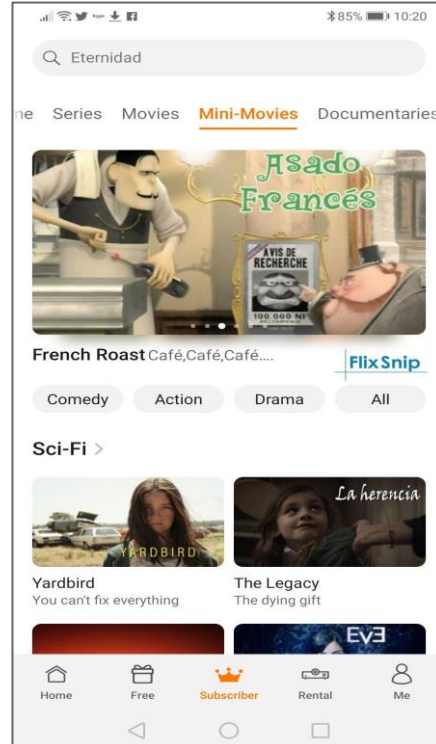 85% 10:20
Eternidad
ne Series Movies Mini-Movies Documentaries
Asado
Francés
AVIS DE
RECHERCHE
100 000 NF
French Roast Café,Café,Café....
FlixSnip
Comedy Action Drama All
Sci-Fi >
YARDBIRD
La herencia
Yardbird
You can't fix everything
The Legacy
The dying gift
EVE
Home Free Subscriber Rental Me